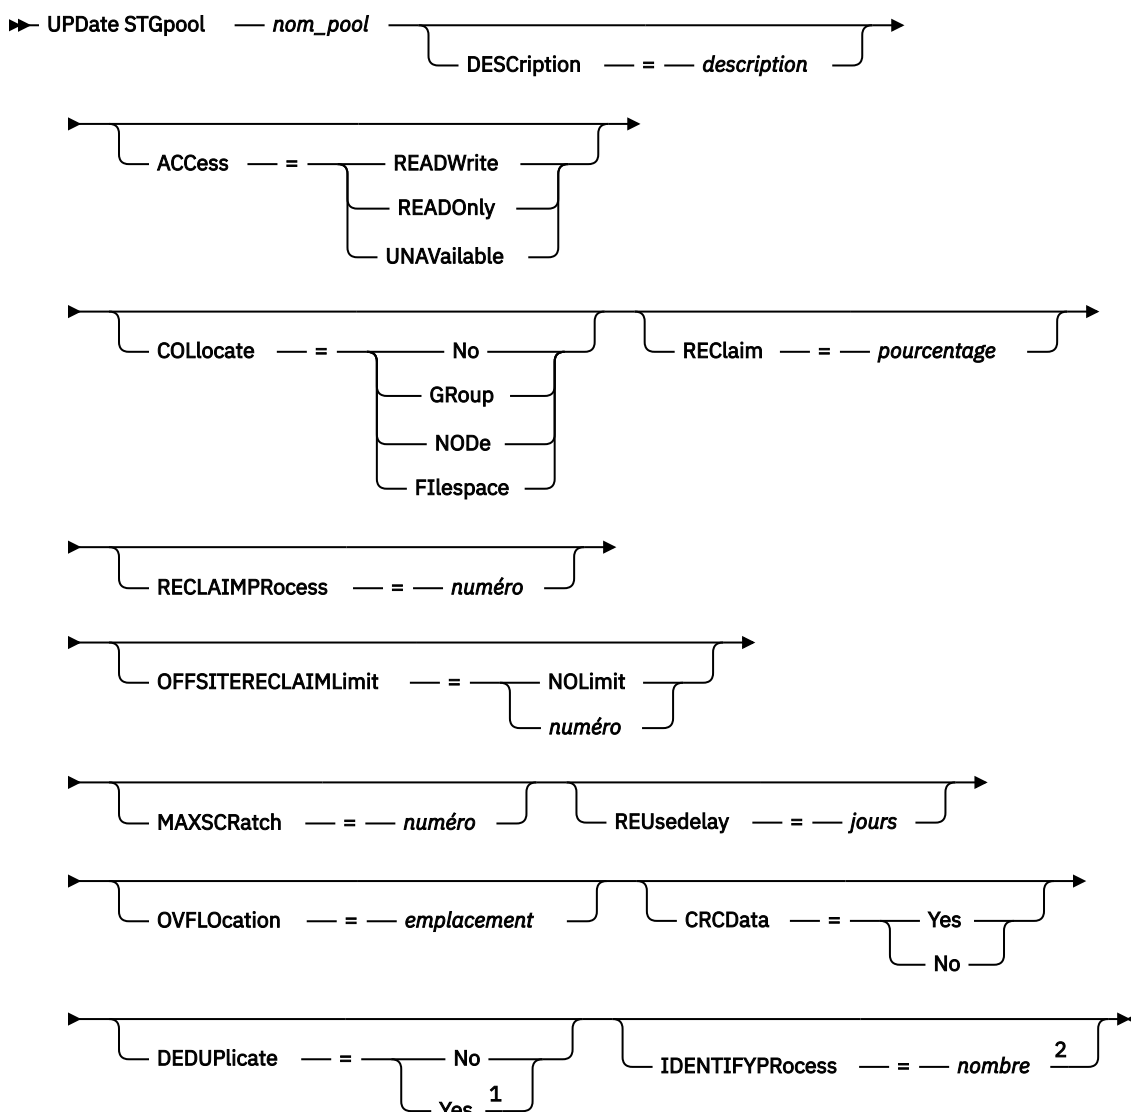 UPDate STGpool nom_pool
DESCription = description
ACCess = READWrite
READOnly
UNAVailable
COLlocate = No
GRoup
NODe
FIlespace
REClaim = pourcentage
RECLAIMPRocess = numéro
OFFSITERECLAIMLimit = NOLimit
numéro
MAXSCRatch = numéro
REUsedelay = jours
OVFLOcation = emplacement
CRCData = Yes
No
DEDUPlicate = No
Yes 1
IDENTIFYPRocess = nombre 2